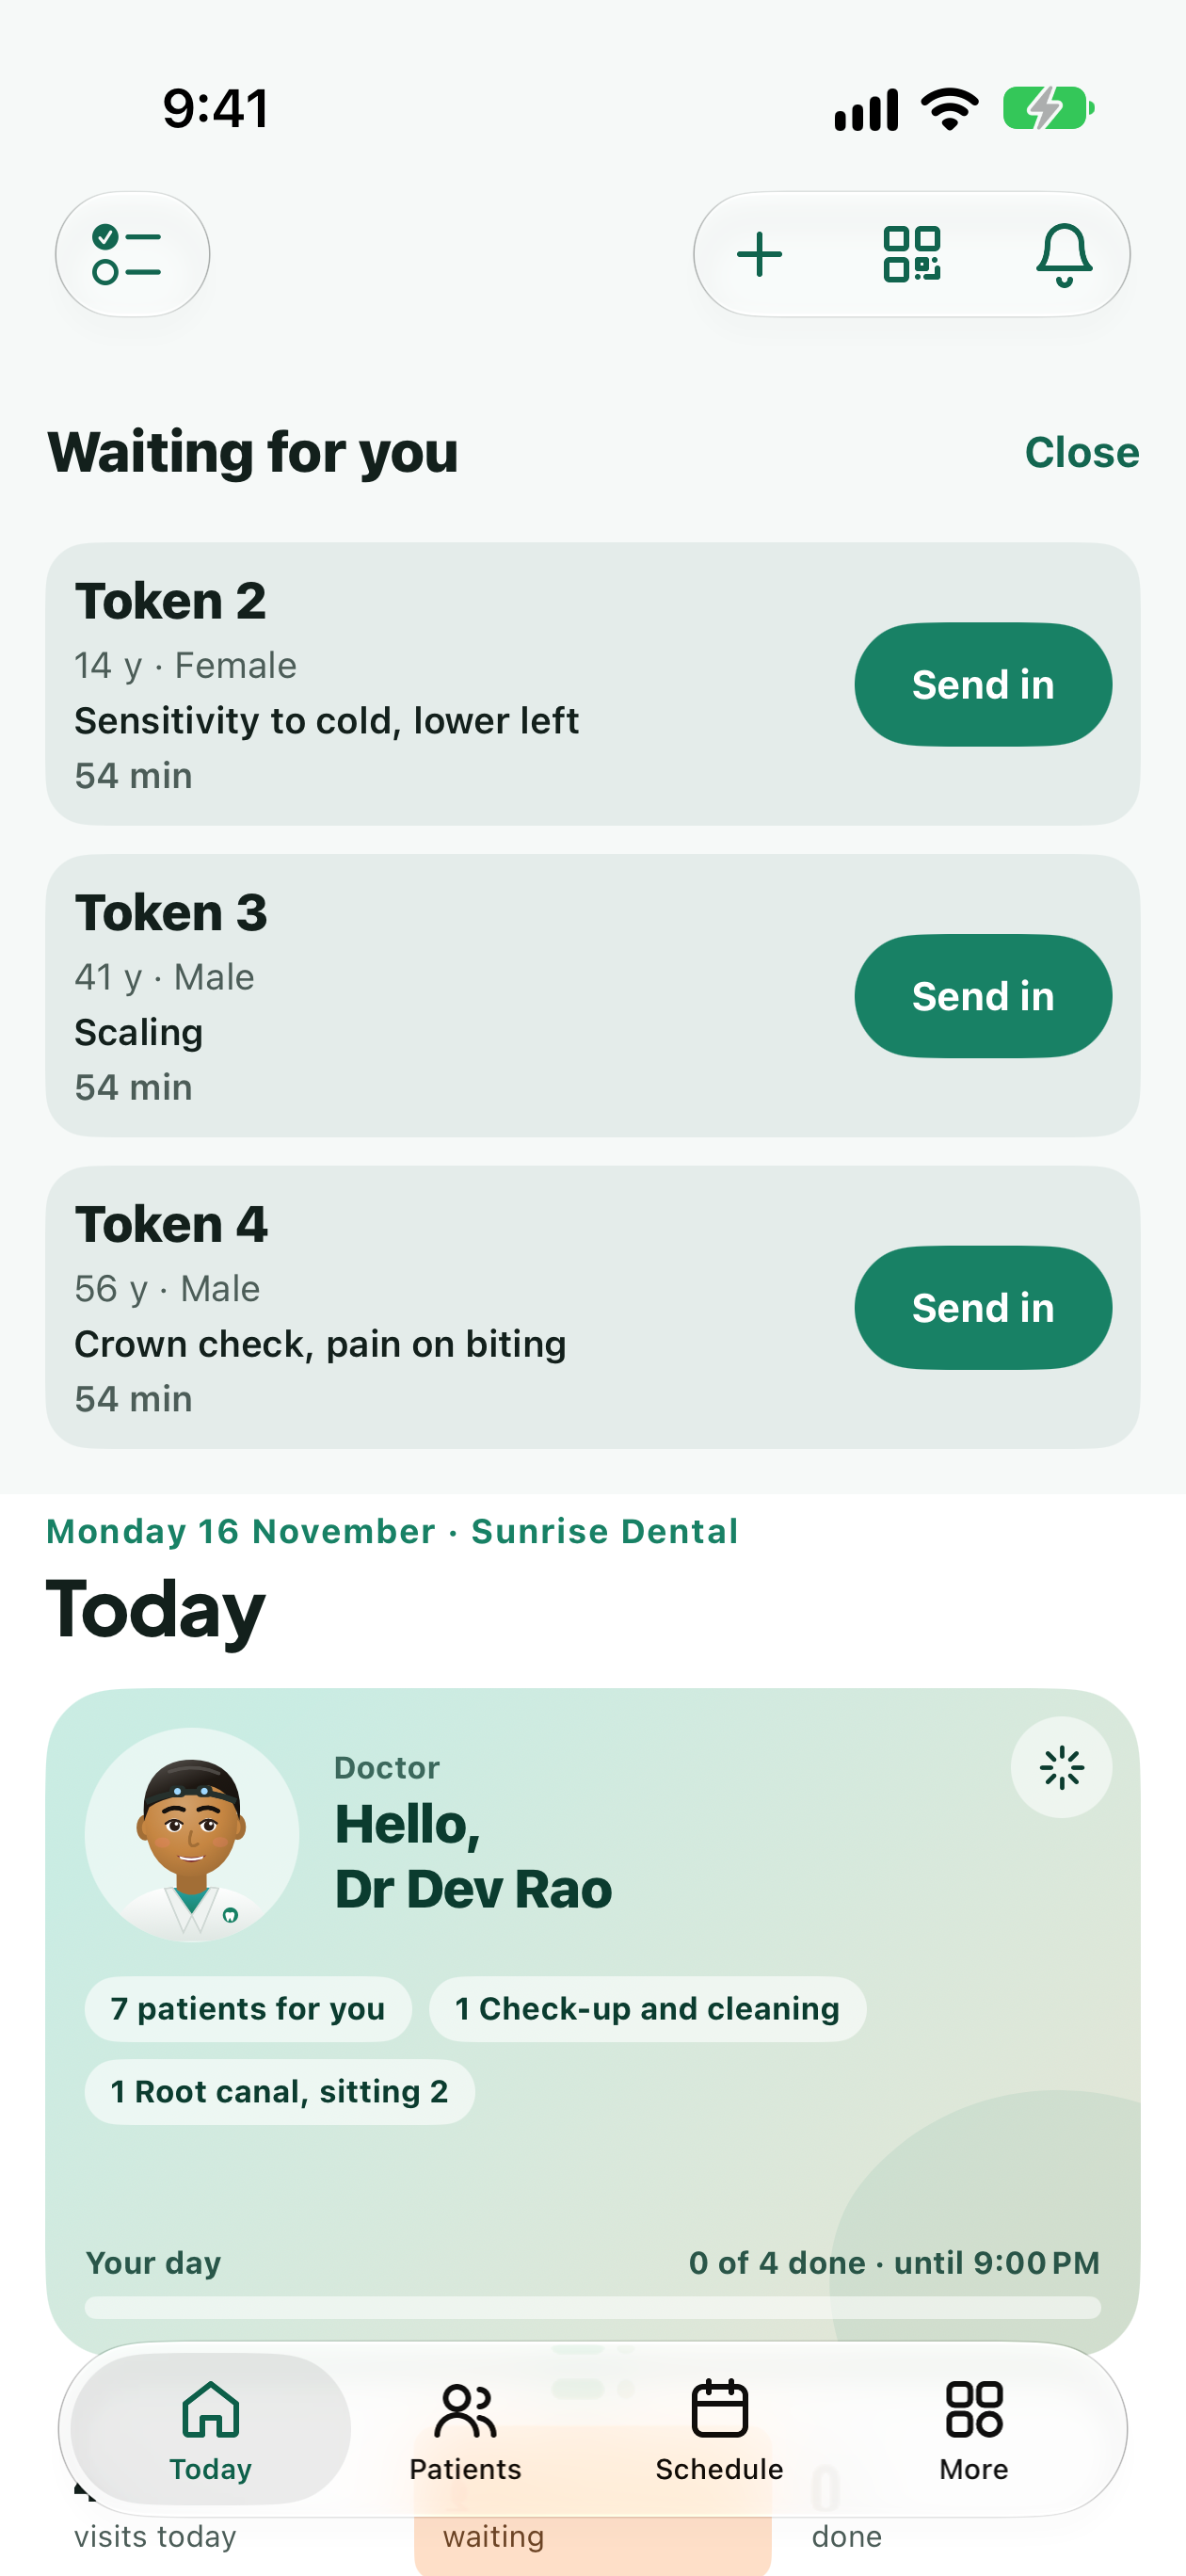 9:41
Waiting for you
Close
Token 2
14 y · Female
Sensitivity to cold, lower left
54 min
Send in
Token 3
41 y · Male
Scaling
54 min
Send in
Token 4
56 y · Male
Crown check, pain on biting
54 min
Send in
Monday 16 November · Sunrise Dental
Today
Doctor
Hello,
Dr Dev Rao
7 patients for you
1 Check-up and cleaning
1 Root canal, sitting 2
Your day
0 of 4 done · until 9:00 PM
Today
Patients
Schedule
More
0
visits today
waiting
done